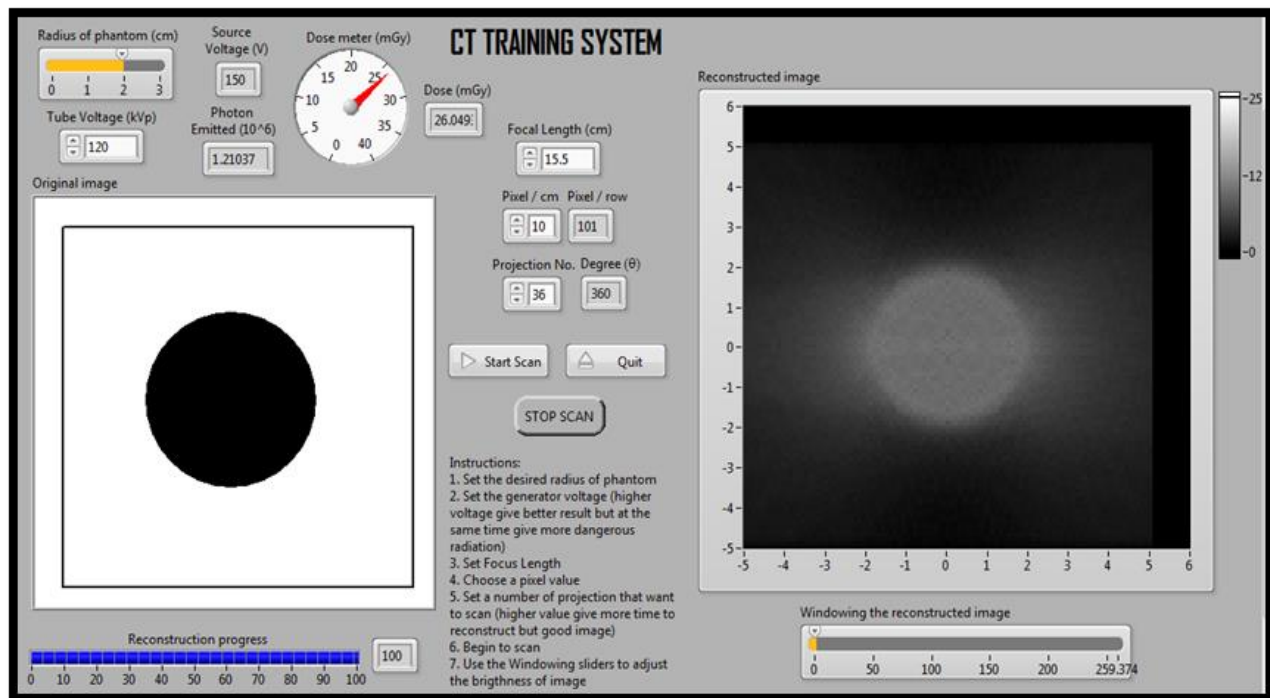 CT TRAINING SYSTEM
Radius of phantom (cm)
0 1 2 3
Source
Voltage (V)
150
Dose meter (mGy)
0 5 10 15 20 25 30 35 40
Dose (mGy)
26.049
Tube Voltage (kVp)
120
Photon
Emitted (10^6)
1.21037
Focal Length (cm)
15.5
Pixel / cm Pixel / row
10 101
Projection No. Degree (θ)
36 360
Start Scan Quit
STOP SCAN
Instructions:
1. Set the desired radius of phantom
2. Set the generator voltage (higher
voltage give better result but at the
same time give more dangerous
radiation)
3. Set Focus Length
4. Choose a pixel value
5. Set a number of projection that want
to scan (higher value give more time to
reconstruct but good image)
6. Begin to scan
7. Use the Windowing sliders to adjust
the brigthness of image
Original image
Reconstruction progress
100
0 10 20 30 40 50 60 70 80 90 100
Reconstructed image
6
5
4
3
2
1
0
-1
-2
-3
-4
-5
-5 -4 -3 -2 -1 0 1 2 3 4 5 6
-25
-12
-0
Windowing the reconstructed image
0 50 100 150 200 259.374